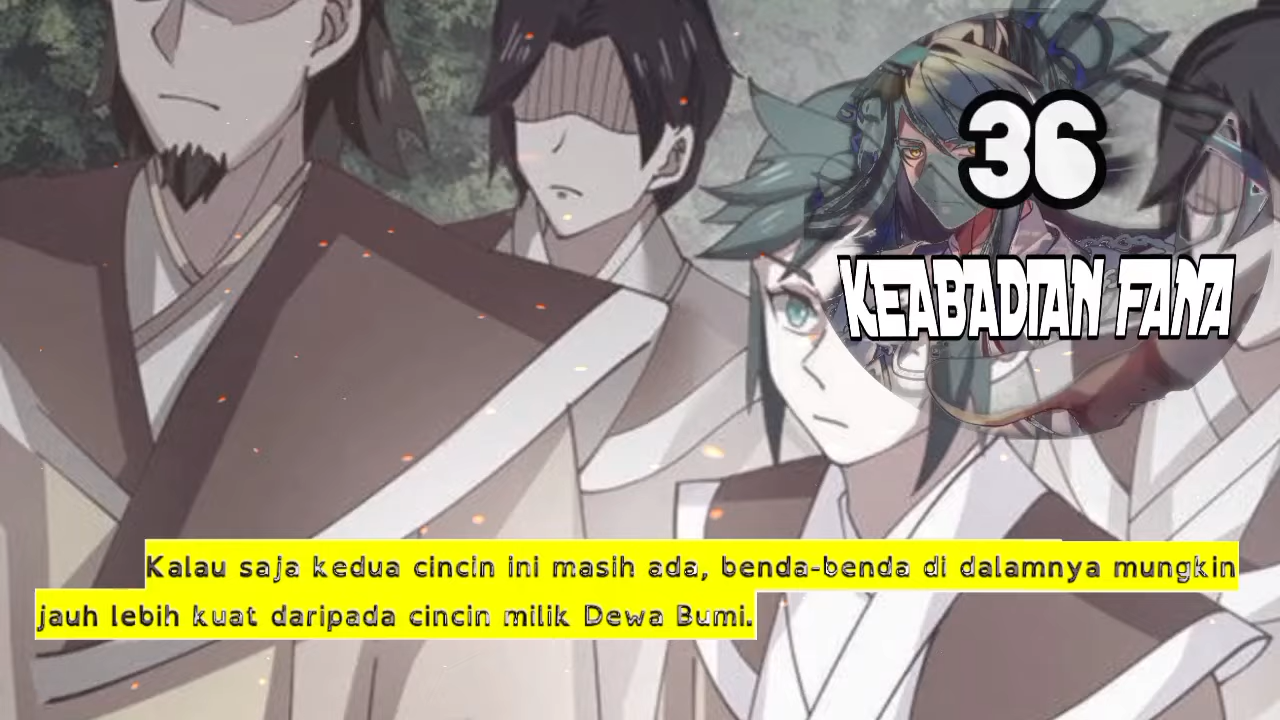 36
KEABADIAN FANA
Kalau saja kedua cincin ini masih ada, benda-benda di dalamnya mungkin
jauh lebih kuat daripada cincin milik Dewa Bumi.